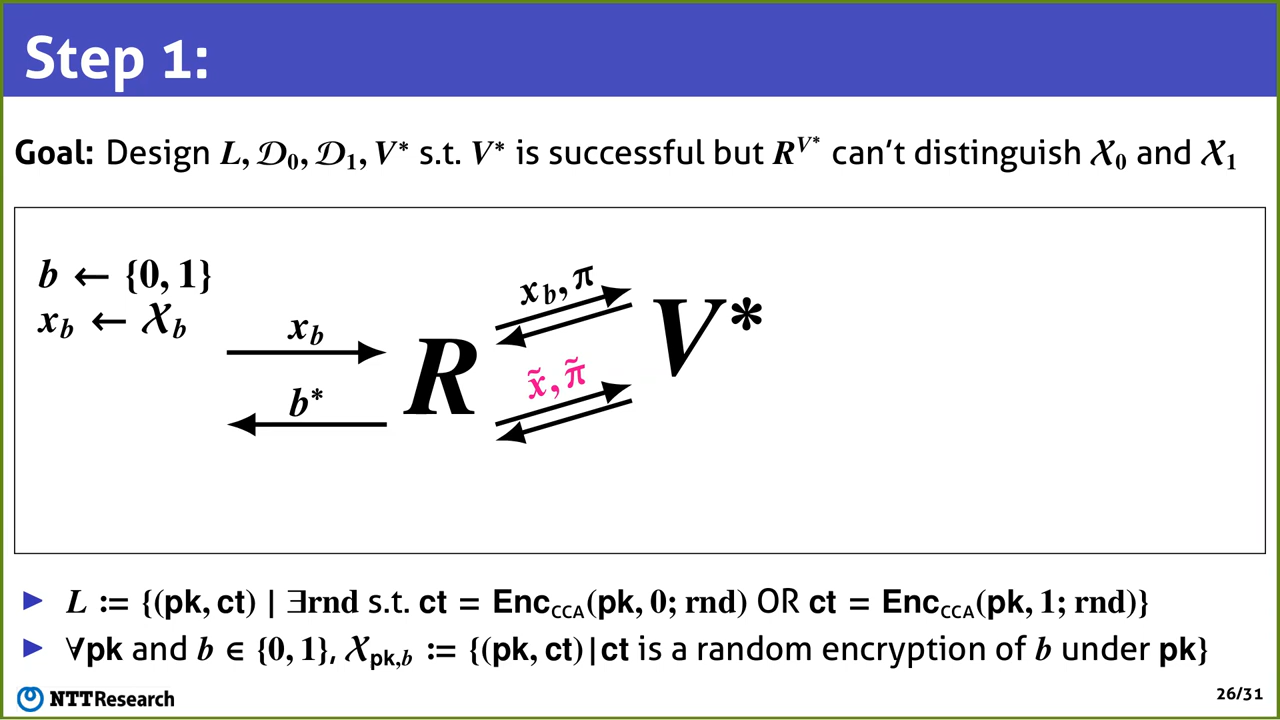 Step 1:
Goal: Design L, 𝒟₀, 𝒟₁, V* s.t. V* is successful but R^{V*} can't distinguish 𝒳₀ and 𝒳₁
b ← {0, 1}
x_b ← 𝒳_b
x_b
b*
R
x_b, π
x̃, π̃
V*
▶ L := {(pk, ct) | ∃rnd s.t. ct = Enc_CCA(pk, 0; rnd) OR ct = Enc_CCA(pk, 1; rnd)}
▶ ∀pk and b ∈ {0, 1}, 𝒳_{pk,b} := {(pk, ct)|ct is a random encryption of b under pk}
NTT Research
26/31